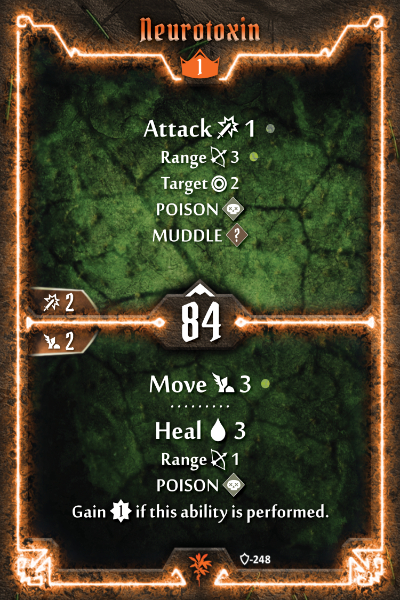 Neurotoxin
1
Attack 1
Range 3
Target 2
POISON
MUDDLE ?
2
84
2
Move 3
Heal 3
Range 1
POISON
Gain 1 if this ability is performed.
-248